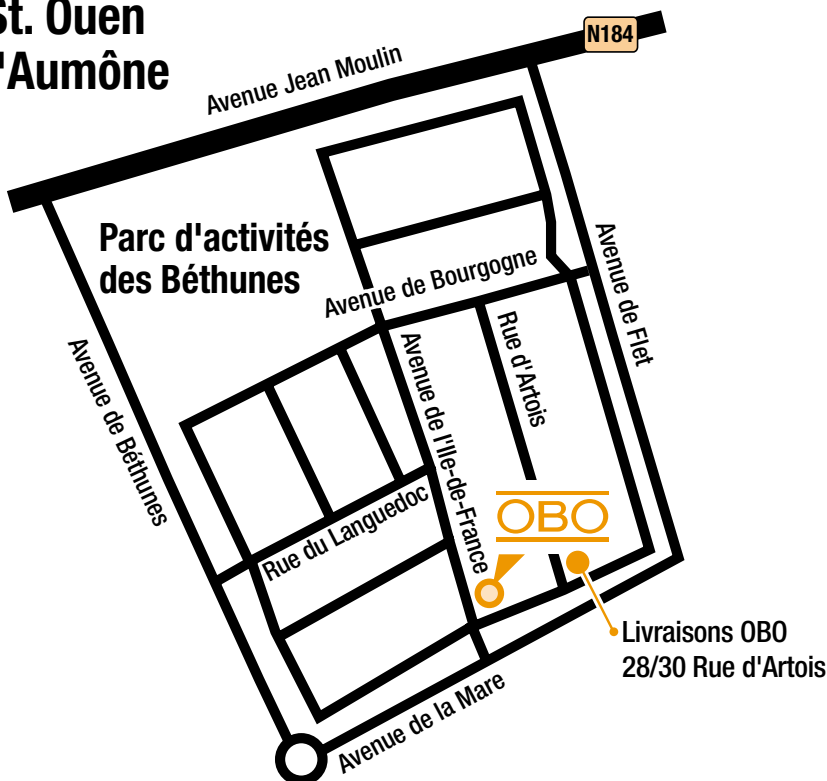 St. Ouen
l'Aumône
N184
Avenue Jean Moulin
Parc d'activités
des Béthunes
Avenue de Bourgogne
Avenue de Flet
Avenue de Béthunes
Avenue de l'Ile-de-France
Rue d'Artois
Rue du Languedoc
OBO
Livraisons OBO
28/30 Rue d'Artois
Avenue de la Mare